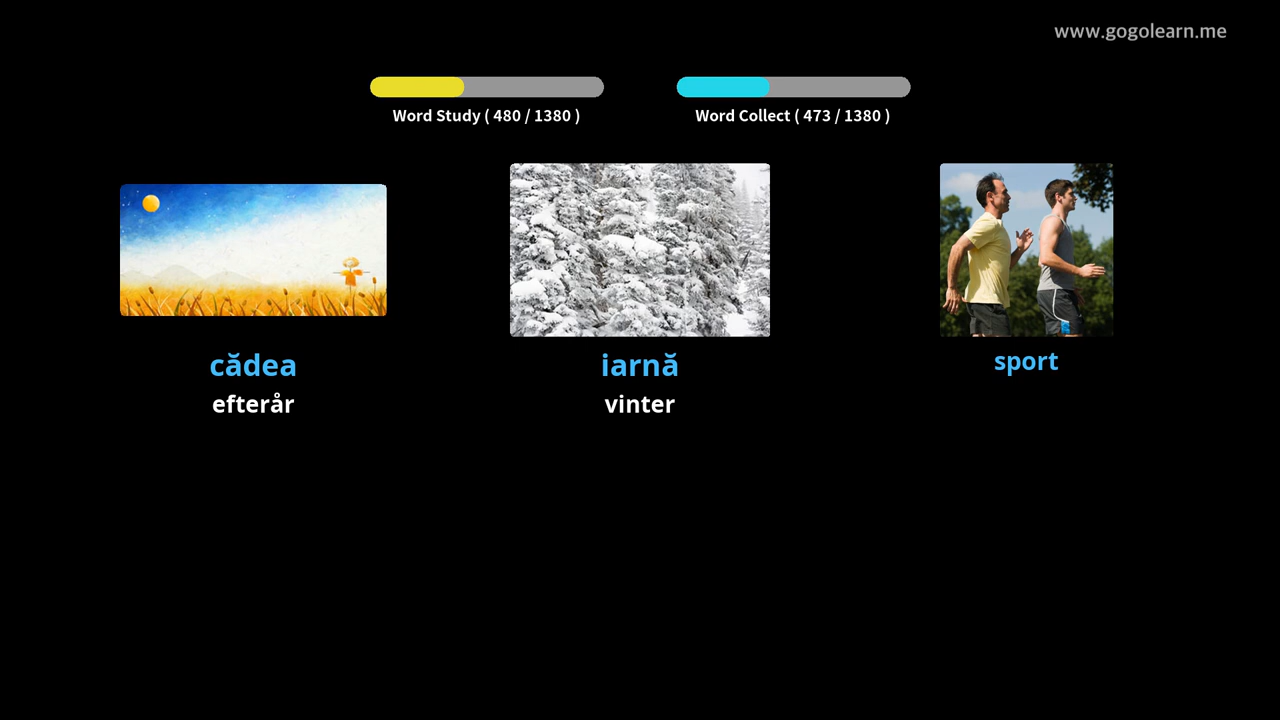 www.gogolearn.me
Word Study ( 480 / 1380 )
Word Collect ( 473 / 1380 )
cădea
efterår
iarnă
vinter
sport